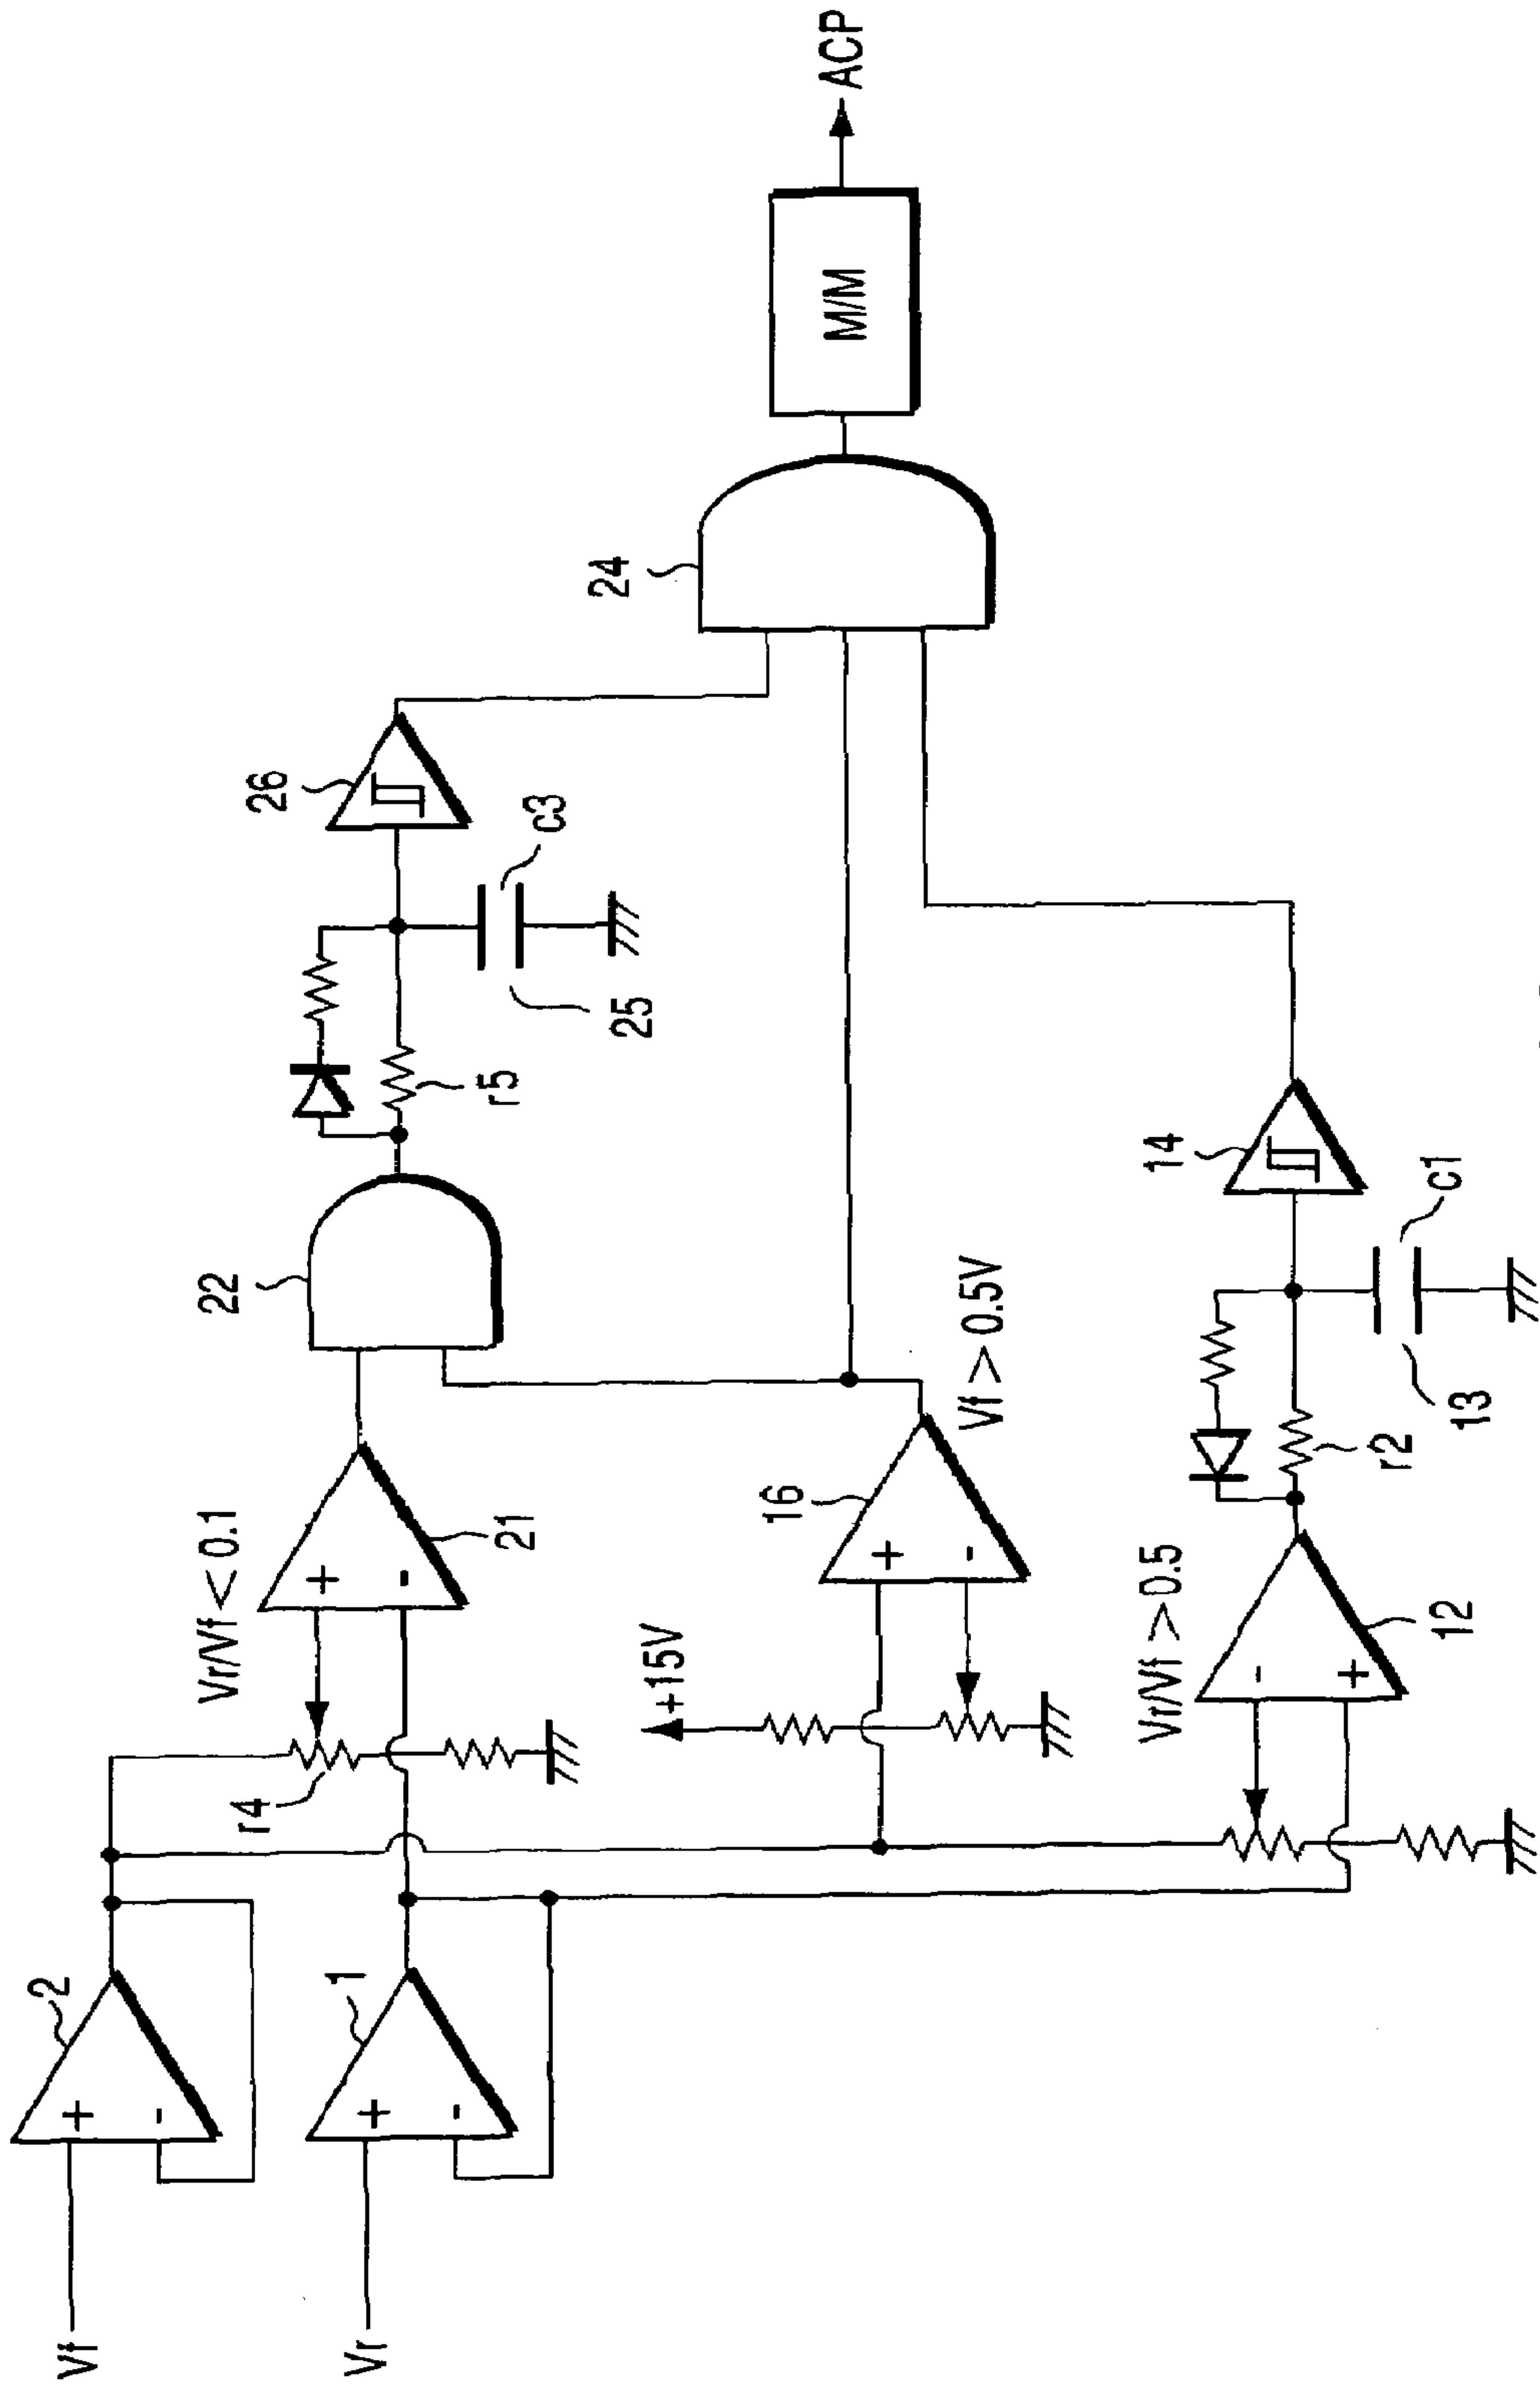 Vf
2
+
-
Vr
1
+
-
r4
Vr/Vf < 0.1
+
-
21
22
r5
25
c3
26
+15V
+
-
16
Vf > 0.5V
Vr/Vf > 0.5
-
+
12
r2
13
c1
14
24
M/M
ACP